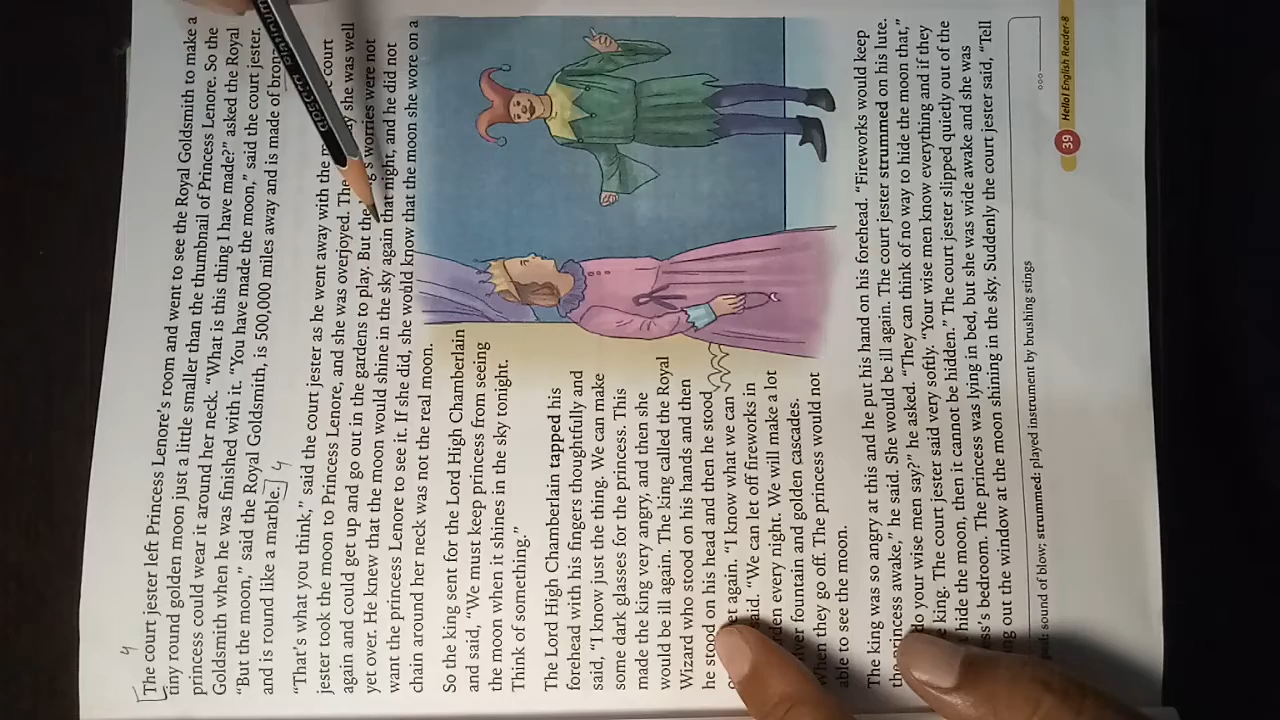 4
The court jester left Princess Lenore's room and went to see the Royal Goldsmith to make a
tiny round golden moon just a little smaller than the thumbnail of Princess Lenore. So the
princess could wear it around her neck. "What is this thing I have made?" asked the Royal
Goldsmith when he was finished with it. "You have made the moon," said the court jester.
"But the moon," said the Royal Goldsmith, is 500,000 miles away and is made of bronze
and is round like a marble. 4
"That's what you think," said the court jester as he went away with the court
jester took the moon to Princess Lenore, and she was overjoyed. The she was well
again and could get up and go out in the gardens to play. But the worries were not
yet over. He knew that the moon would shine in the sky again that night, and he did not
want the princess Lenore to see it. If she did, she would know that the moon she wore on a
chain around her neck was not the real moon.
So the king sent for the Lord High Chamberlain
and said, "We must keep princess from seeing
the moon when it shines in the sky tonight.
Think of something."
The Lord High Chamberlain tapped his
forehead with his fingers thoughtfully and
said, "I know just the thing. We can make
some dark glasses for the princess. This
made the king very angry, and then she
would be ill again. The king called the Royal
Wizard who stood on his hands and then
he stood on his head and then he stood
again. "I know what we can
said. "We can let off fireworks in
every night. We will make a lot
fountain and golden cascades.
When they go off. The princess would not
able to see the moon.
The king was so angry at this and he put his hand on his forehead. "Fireworks would keep
the princess awake," he said. She would be ill again. The court jester strummed on his lute.
do your wise men say?" he asked. "They can think of no way to hide the moon that,"
king. The court jester said very softly. "Your wise men know everything and if they
hide the moon, then it cannot be hidden." The court jester slipped quietly out of the
bedroom. The princess was lying in bed, but she was wide awake and she was
out the window at the moon shining in the sky. Suddenly the court jester said, "Tell
sound of blow; strummed: played instrument by brushing stings
39 Hello! English Reader-8